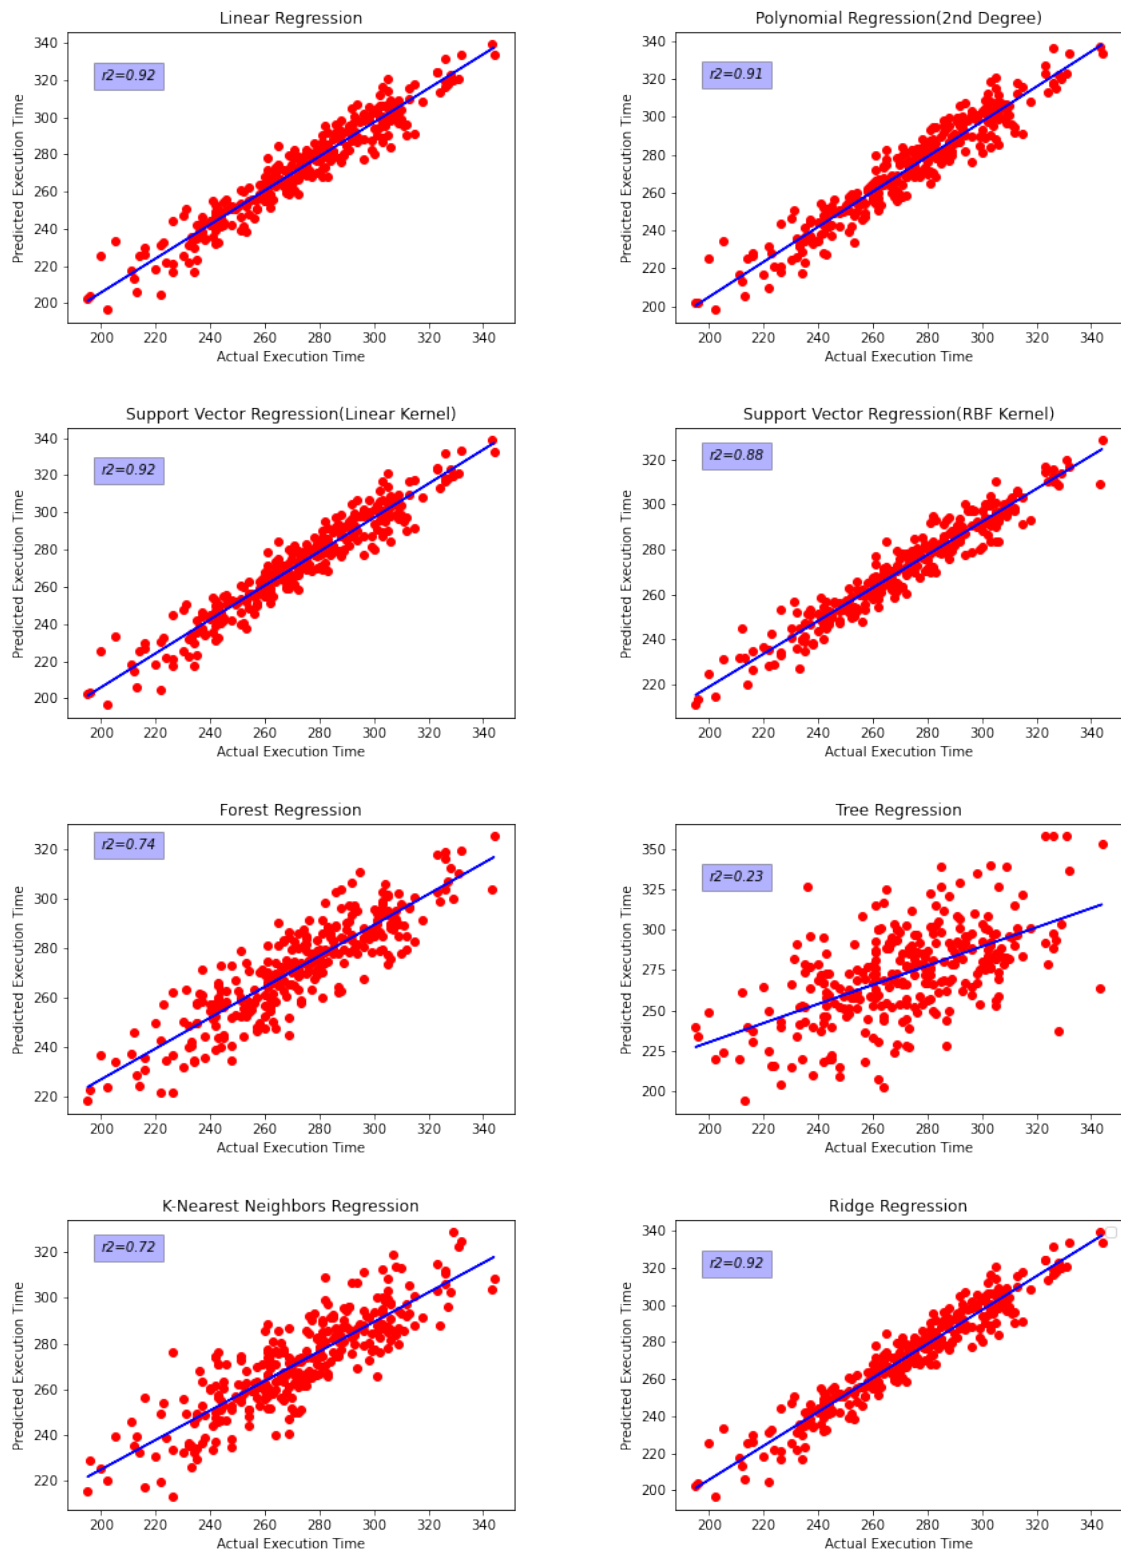 Linear Regression
r2=0.92
Predicted Execution Time
340
320
300
280
260
240
220
200
200 220 240 260 280 300 320 340
Actual Execution Time
Polynomial Regression(2nd Degree)
r2=0.91
Predicted Execution Time
340
320
300
280
260
240
220
200
200 220 240 260 280 300 320 340
Actual Execution Time
Support Vector Regression(Linear Kernel)
r2=0.92
Predicted Execution Time
340
320
300
280
260
240
220
200
200 220 240 260 280 300 320 340
Actual Execution Time
Support Vector Regression(RBF Kernel)
r2=0.88
Predicted Execution Time
320
300
280
260
240
220
200 220 240 260 280 300 320 340
Actual Execution Time
Forest Regression
r2=0.74
Predicted Execution Time
320
300
280
260
240
220
200 220 240 260 280 300 320 340
Actual Execution Time
Tree Regression
r2=0.23
Predicted Execution Time
350
325
300
275
250
225
200
200 220 240 260 280 300 320 340
Actual Execution Time
K-Nearest Neighbors Regression
r2=0.72
Predicted Execution Time
320
300
280
260
240
220
200 220 240 260 280 300 320 340
Actual Execution Time
Ridge Regression
r2=0.92
Predicted Execution Time
340
320
300
280
260
240
220
200
200 220 240 260 280 300 320 340
Actual Execution Time